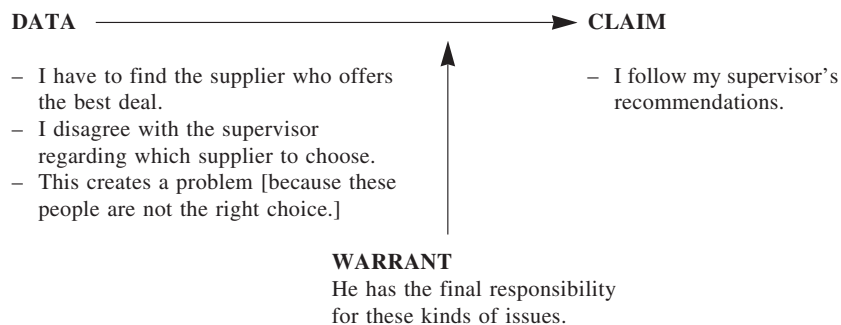 DATA
CLAIM
– I have to find the supplier who offers
the best deal.
– I disagree with the supervisor
regarding which supplier to choose.
– This creates a problem [because these
people are not the right choice.]
– I follow my supervisor’s
recommendations.
WARRANT
He has the final responsibility
for these kinds of issues.